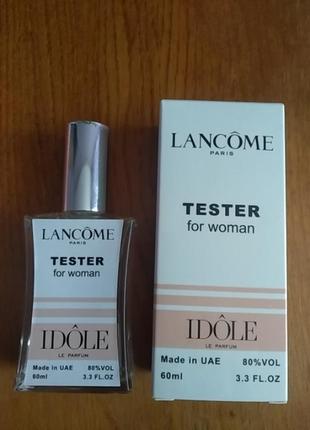 LANCÔME
PARIS
TESTER
for woman
IDÔLE
LE PARFUM
Made in UAE 80%VOL
60ml 3.3 FL.OZ
LANCÔME
PARIS
TESTER
for woman
IDÔLE
LE PARFUM
Made in UAE 80%VOL
60ml 3.3 FL.OZ